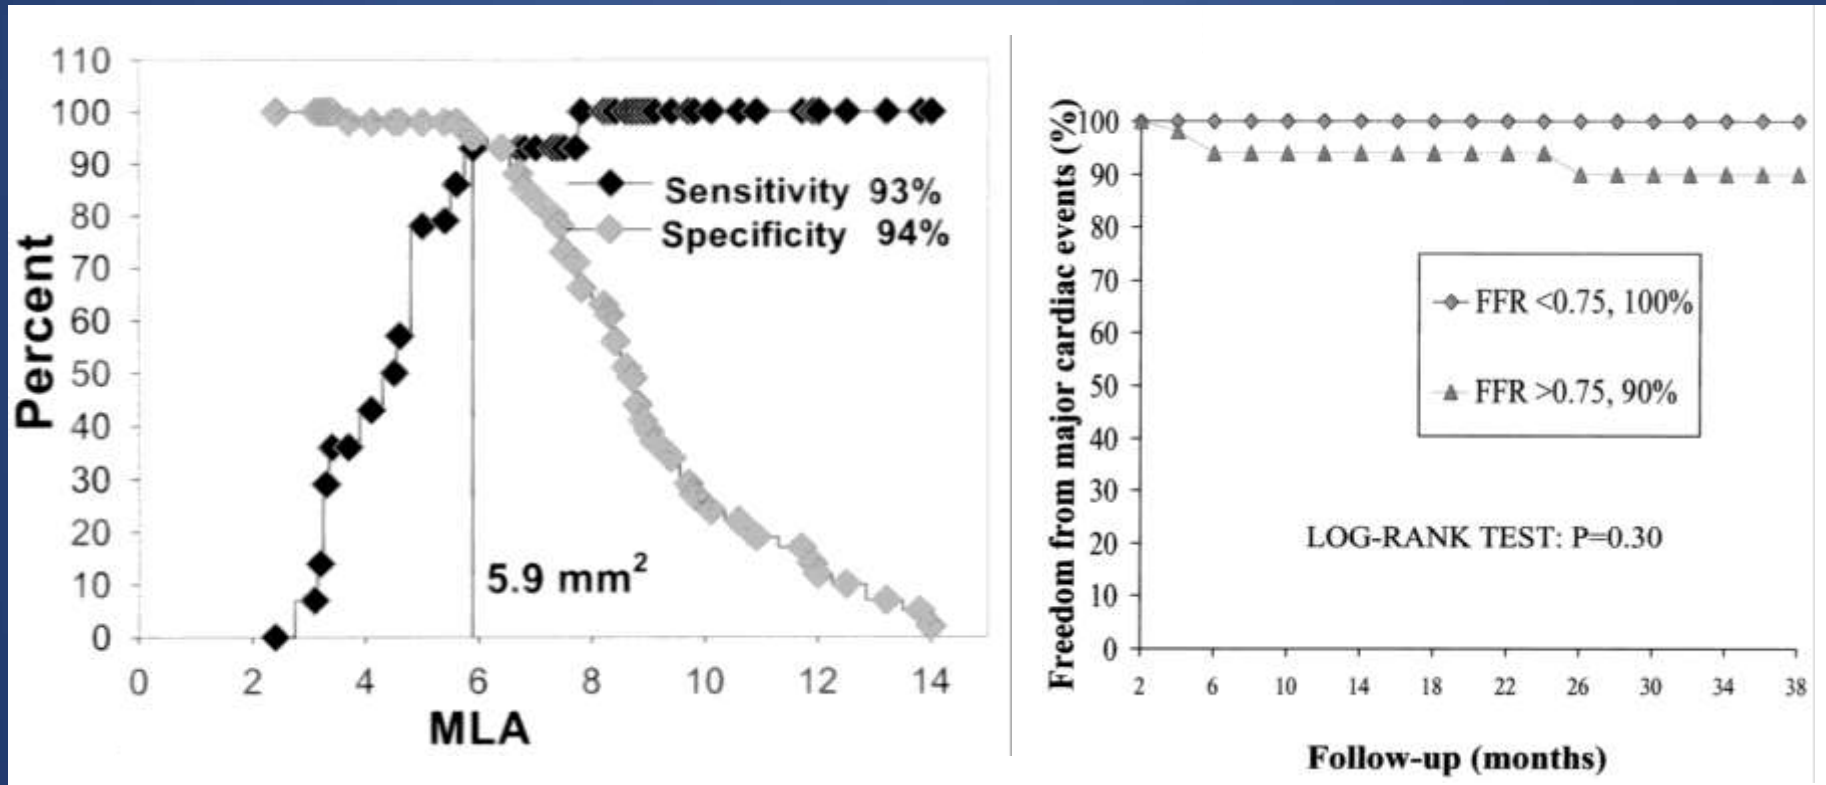 110
100
90
80
70
60
50
40
30
20
10
0
Percent
Sensitivity 93%
Specificity 94%
5.9 mm²
0 2 4 6 8 10 12 14
MLA
Freedom from major cardiac events (%)
100
90
80
70
60
50
40
30
20
10
0
FFR <0.75, 100%
FFR >0.75, 90%
LOG-RANK TEST: P=0.30
2 6 10 14 18 22 26 30 34 38
Follow-up (months)